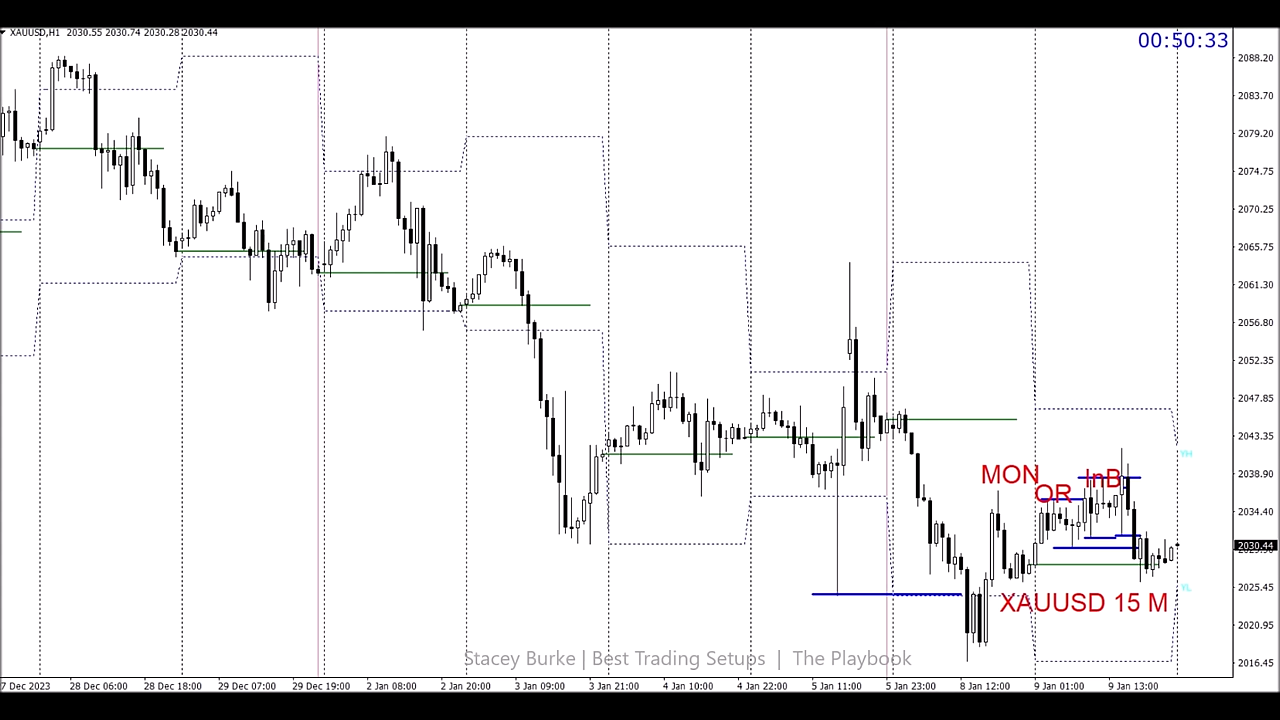 XAUUSD,H1 2030.55 2030.74 2030.28 2030.44
00:50:33
2088.20
2083.70
2079.20
2074.75
2070.25
2065.75
2061.30
2056.80
2052.35
2047.85
2043.35
2038.90
2034.40
2030.44
2025.45
2020.95
2016.45
YH
YL
MON
OR
InB
XAUUSD 15 M
Stacey Burke | Best Trading Setups | The Playbook
7 Dec 2023 28 Dec 06:00 28 Dec 18:00 29 Dec 07:00 29 Dec 19:00 2 Jan 08:00 2 Jan 20:00 3 Jan 09:00 3 Jan 21:00 4 Jan 10:00 4 Jan 22:00 5 Jan 11:00 5 Jan 23:00 8 Jan 12:00 9 Jan 01:00 9 Jan 13:00